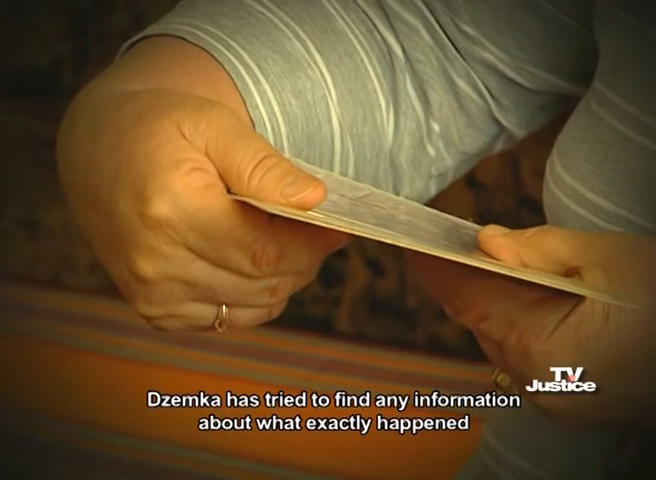 TV
Justice
Dzemka has tried to find any information
about what exactly happened